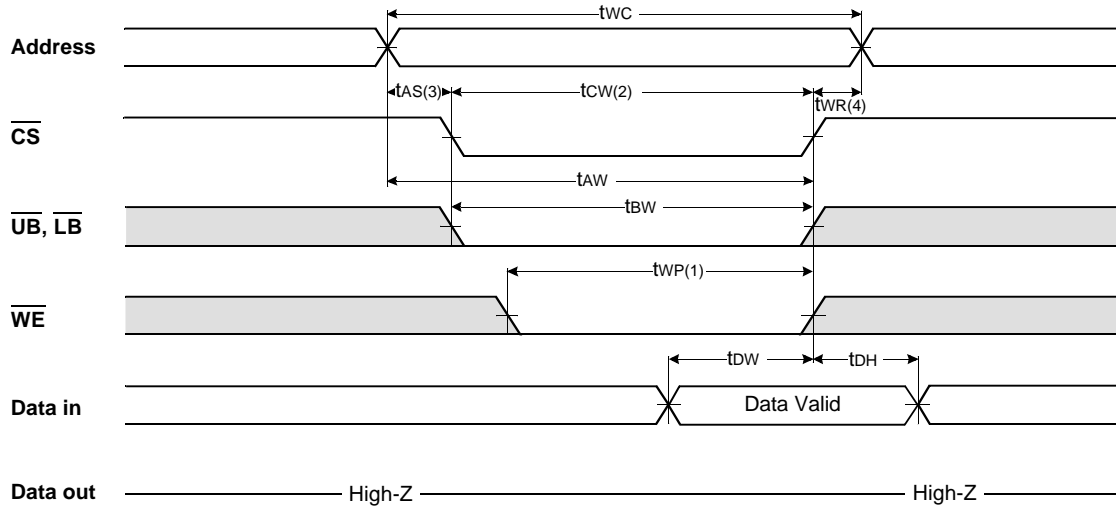 tWC
Address
tAS(3) tCW(2) tWR(4)
CS
tAW
tBW
UB, LB
tWP(1)
WE
tDW tDH
Data in Data Valid
Data out High-Z High-Z